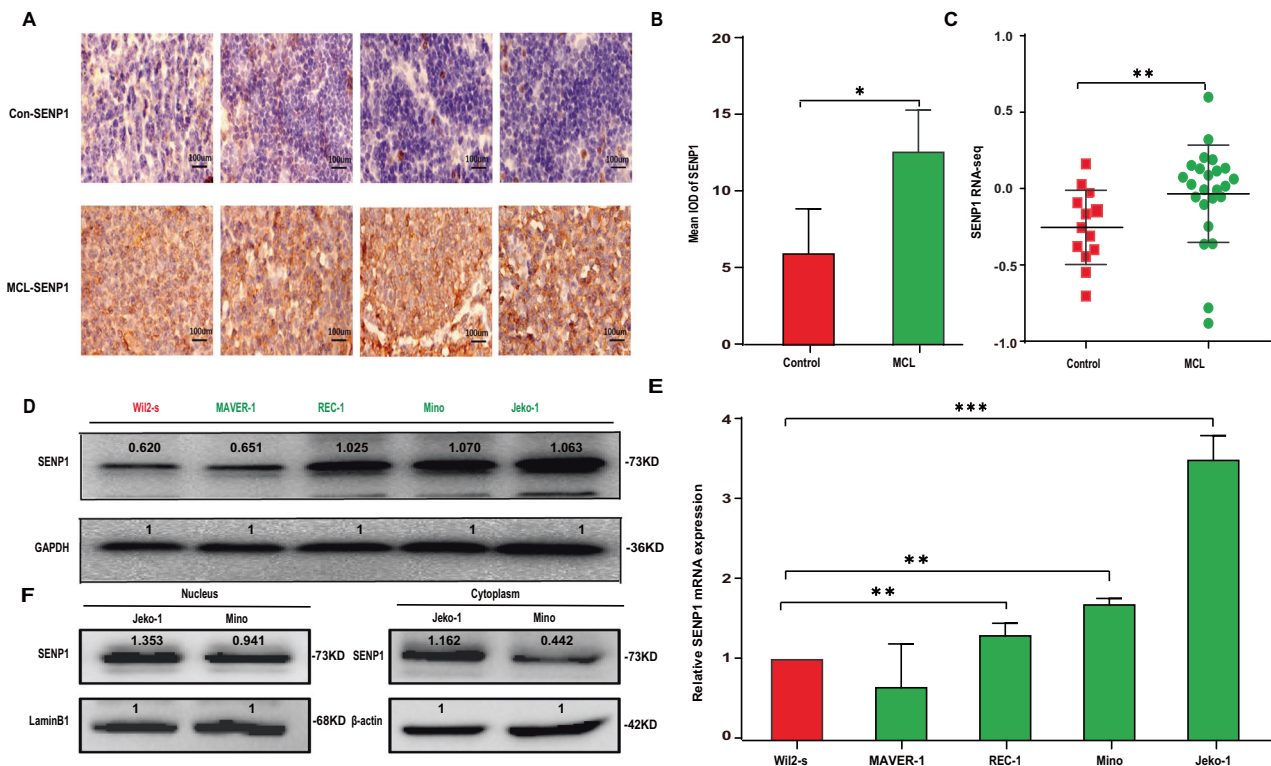 A
Con-SENP1
100um 100um 100um 100um
MCL-SENP1
100um 100um 100um 100um
B
20
15
10
5
0
Mean IOD of SENP1
*
Control MCL
C
1.0
0.5
0.0
-0.5
-1.0
SENP1 RNA-seq
**
Control MCL
D
Wil2-s MAVER-1 REC-1 Mino Jeko-1
SENP1 0.620 0.651 1.025 1.070 1.063 -73KD
GAPDH 1 1 1 1 1 -36KD
E
4
3
2
1
0
Relative SENP1 mRNA expression
***
**
**
Wil2-s MAVER-1 REC-1 Mino Jeko-1
F
Nucleus
Jeko-1 Mino
SENP1 1.353 0.941 -73KD
LaminB1 1 1 -68KD
Cytoplasm
Jeko-1 Mino
SENP1 1.162 0.442 -73KD
β-actin 1 1 -42KD